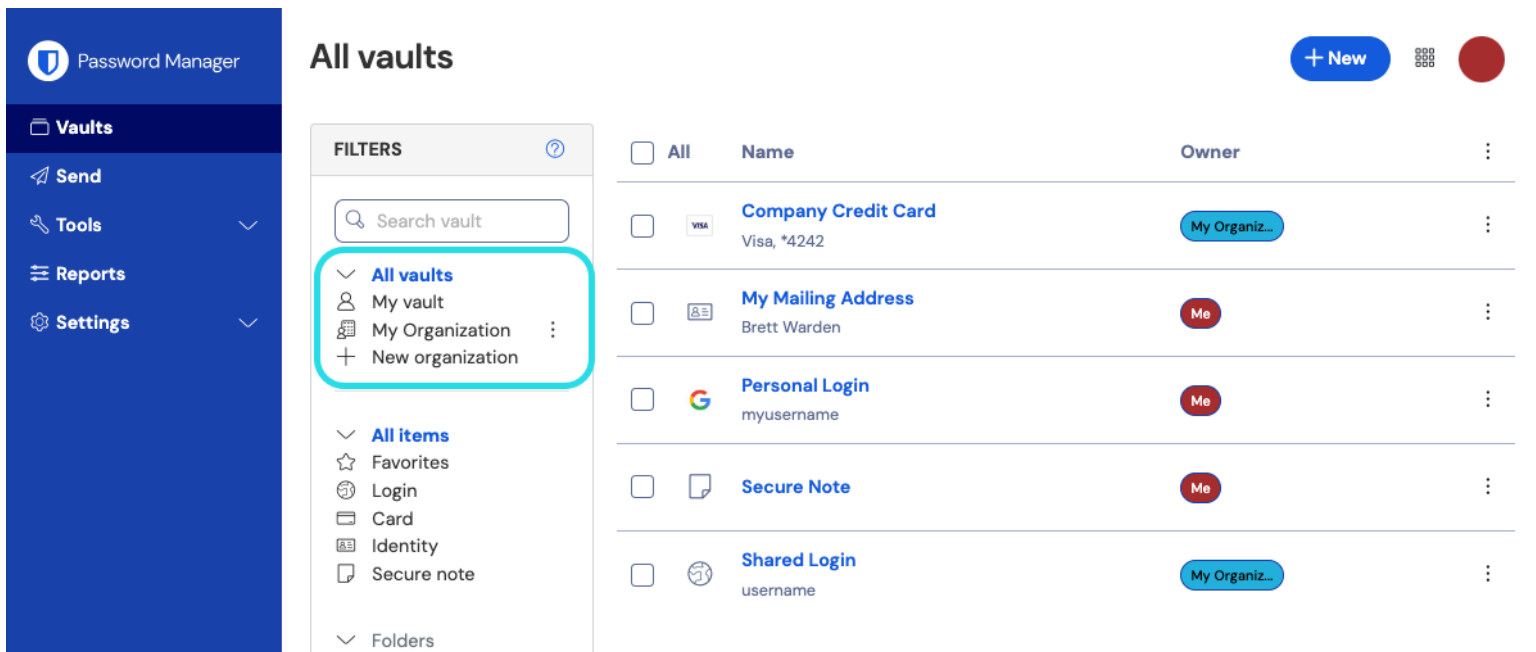 Password Manager
Vaults
Send
Tools
Reports
Settings
All vaults
+ New
FILTERS
Search vault
All vaults
My vault
My Organization
New organization
All items
Favorites
Login
Card
Identity
Secure note
Folders
All Name Owner
VISA Company Credit Card My Organiz...
Visa, *4242
My Mailing Address Me
Brett Warden
Personal Login Me
myusername
Secure Note Me
Shared Login My Organiz...
username